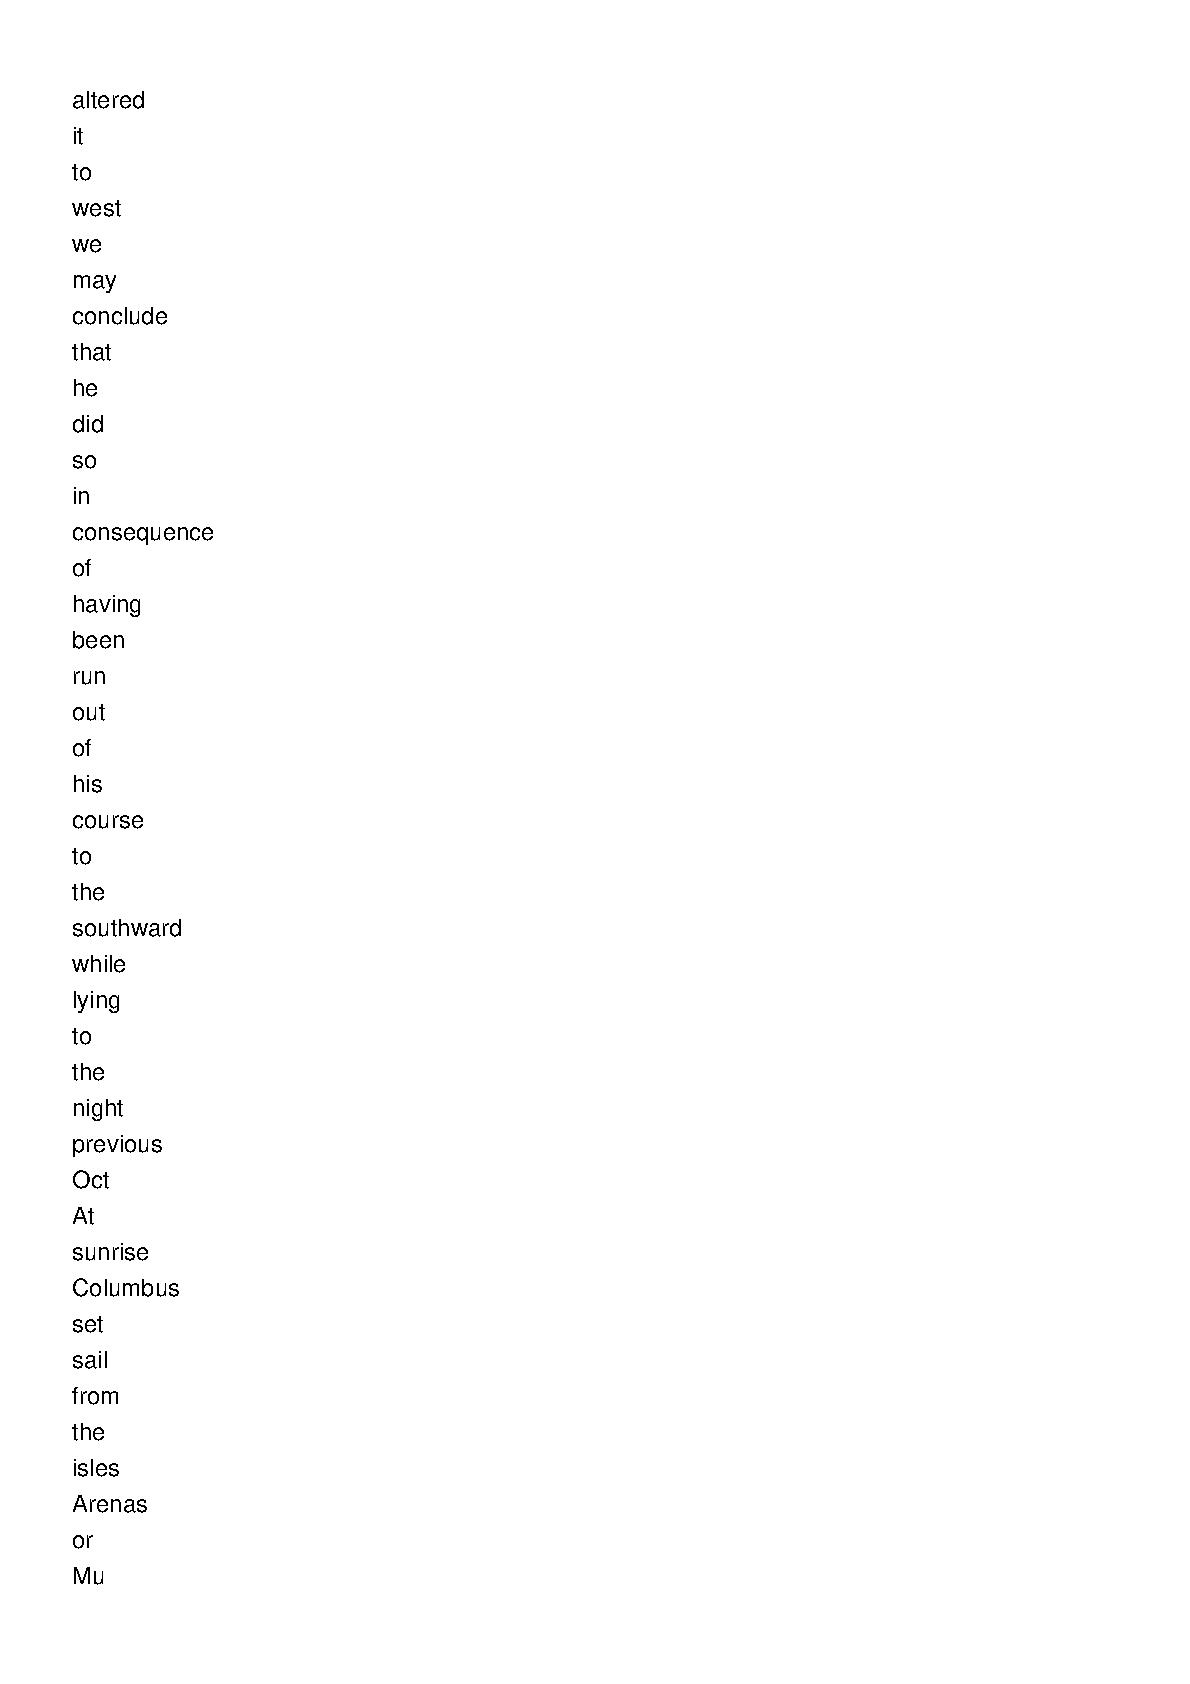 altered
it
to
west
we
may
conclude
that
he
did
so
in
consequence
of
having
been
run
out
of
his
course
to
the
southward
while
lying
to
the
night
previous
Oct
At
sunrise
Columbus
set
sail
from
the
isles
Arenas
or
Mu